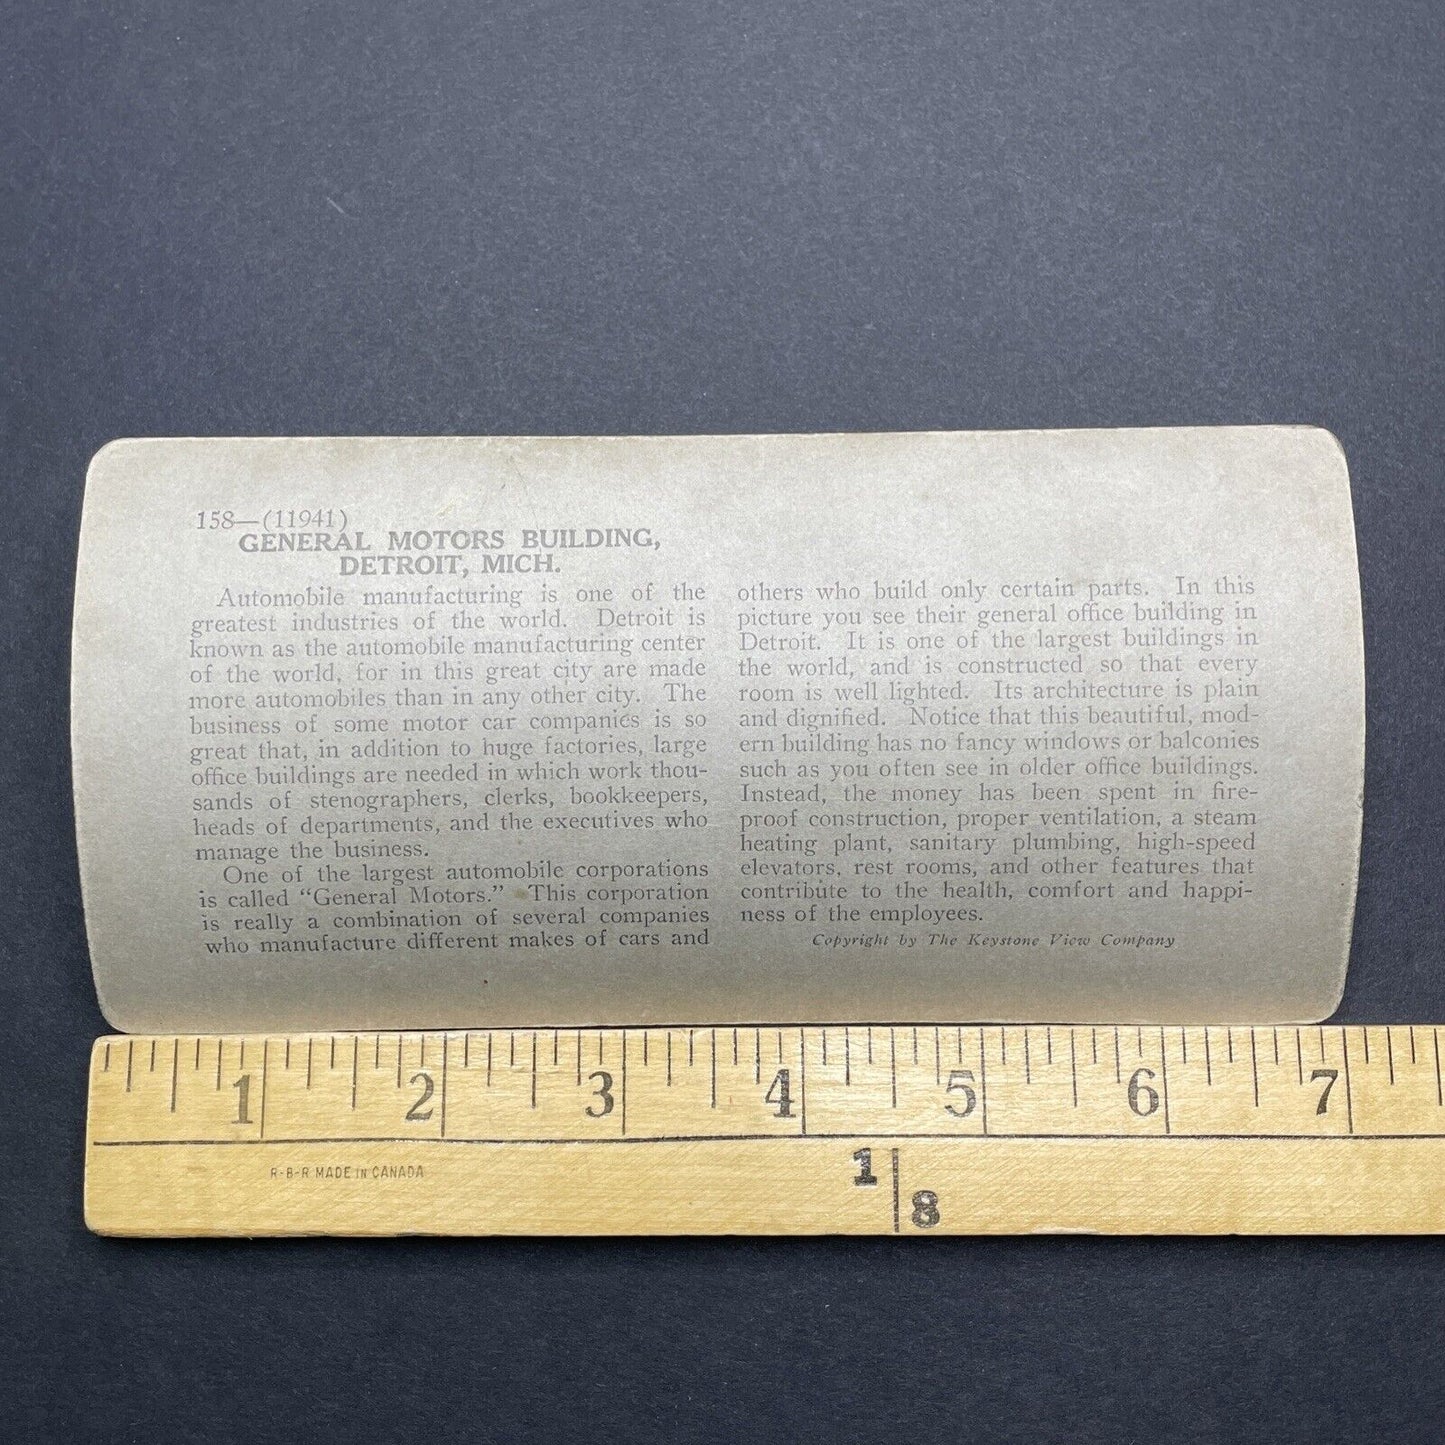 158—(11941)
GENERAL MOTORS BUILDING,
DETROIT, MICH.
Automobile manufacturing is one of the
greatest industries of the world. Detroit is
known as the automobile manufacturing center
of the world, for in this great city are made
more automobiles than in any other city. The
business of some motor car companies is so
great that, in addition to huge factories, large
office buildings are needed in which work thou-
sands of stenographers, clerks, bookkeepers,
heads of departments, and the executives who
manage the business.
One of the largest automobile corporations
is called "General Motors." This corporation
is really a combination of several companies
who manufacture different makes of cars and
others who build only certain parts. In this
picture you see their general office building in
Detroit. It is one of the largest buildings in
the world, and is constructed so that every
room is well lighted. Its architecture is plain
and dignified. Notice that this beautiful, mod-
ern building has no fancy windows or balconies
such as you often see in older office buildings.
Instead, the money has been spent in fire-
proof construction, proper ventilation, a steam
heating plant, sanitary plumbing, high-speed
elevators, rest rooms, and other features that
contribute to the health, comfort and happi-
ness of the employees.
Copyright by The Keystone View Company
1 2 3 4 5 6 7
R-B-R MADE IN CANADA
1 8